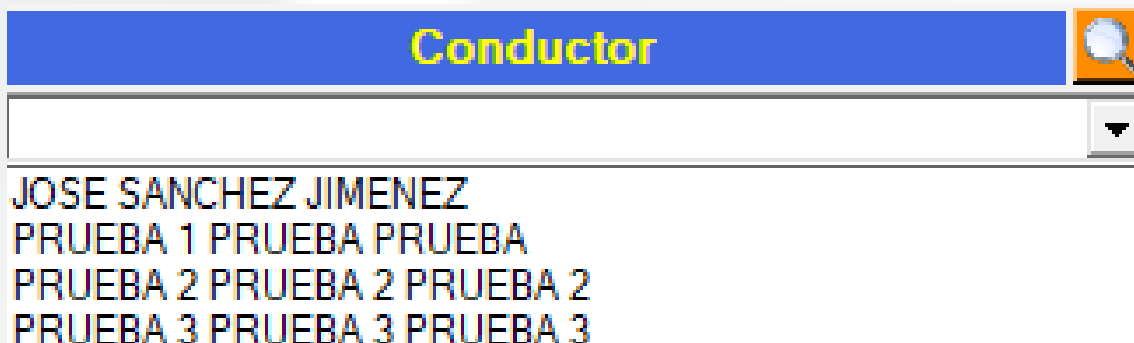 Conductor
JOSE SANCHEZ JIMENEZ
PRUEBA 1 PRUEBA PRUEBA
PRUEBA 2 PRUEBA 2 PRUEBA 2
PRUEBA 3 PRUEBA 3 PRUEBA 3